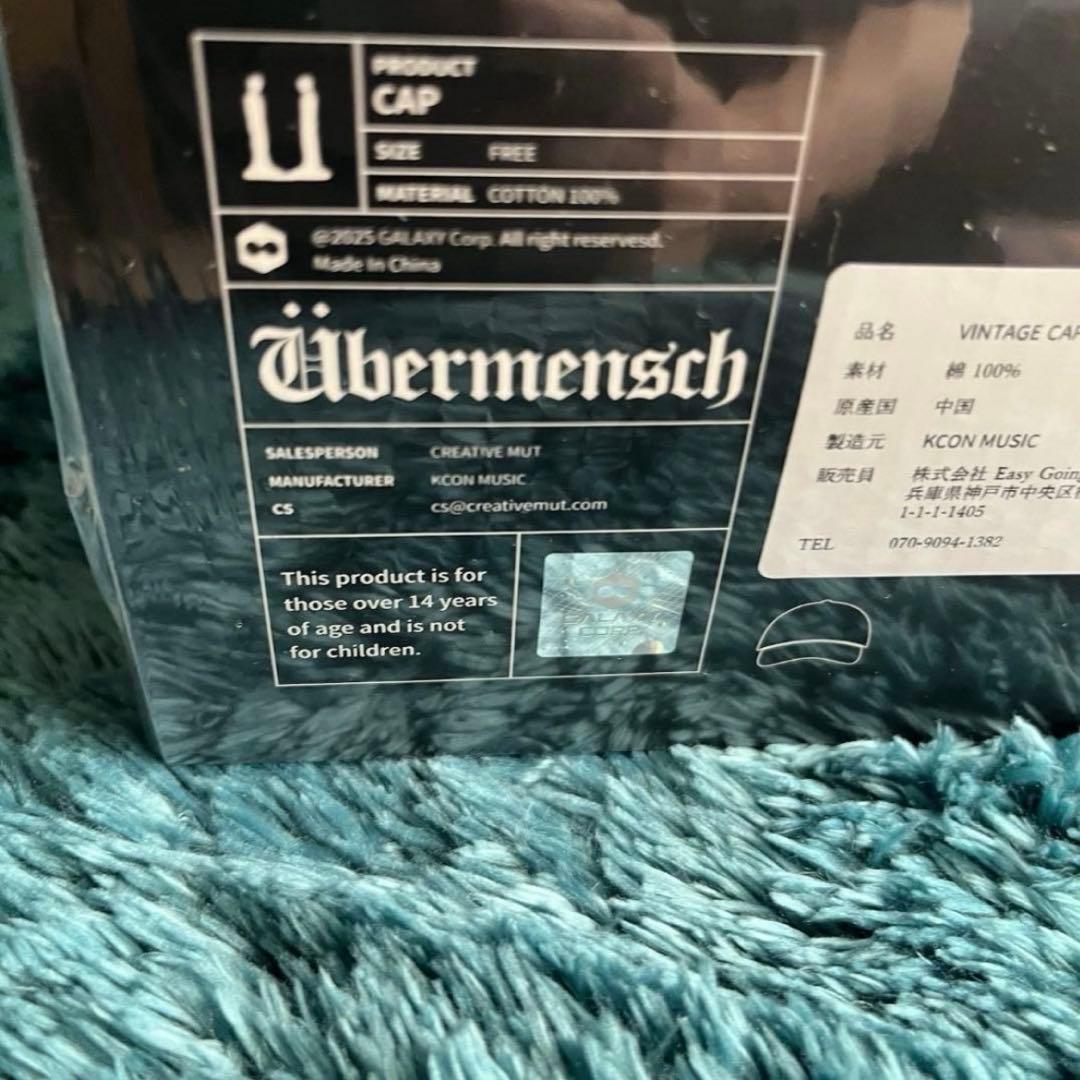 Ü
PRODUCT
CAP
SIZE FREE
MATERIAL COTTON 100%
@2025 GALAXY Corp. All right reservesd.
Made In China
Übermensch
SALESPERSON CREATIVE MUT
MANUFACTURER KCON MUSIC
CS cs@creativemut.com
This product is for
those over 14 years
of age and is not
for children.
GALAXY
CORP
品名 VINTAGE CAP
素材 綿 100%
原産国 中国
製造元 KCON MUSIC
販売員 株式会社 Easy Going
兵庫県神戸市中央区
1-1-1-1405
TEL 070-9094-1382